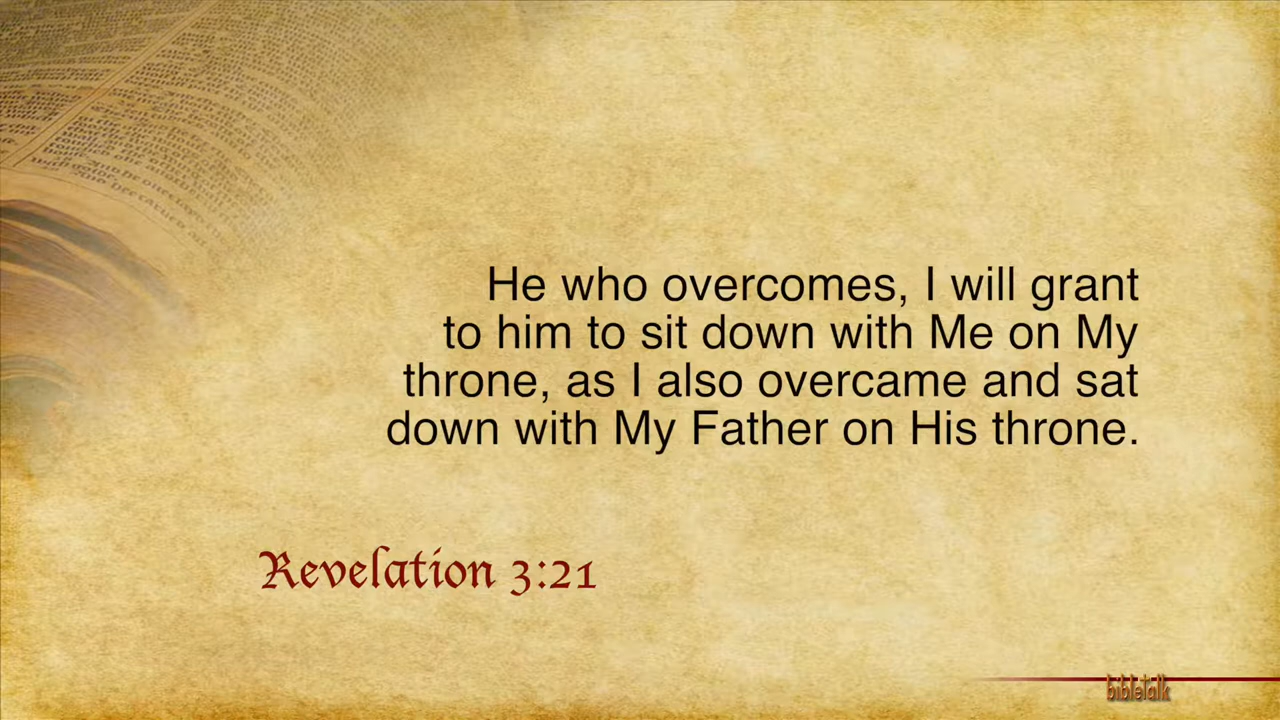 He who overcomes, I will grant
to him to sit down with Me on My
throne, as I also overcame and sat
down with My Father on His throne.
Revelation 3:21
bibletalk